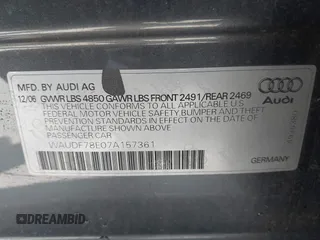 MFD. BY AUDI AG
12/06 GVWR LBS 4850 GAWR LBS FRONT 2491/REAR 2469
THIS VEHICLE CONFORMS TO ALL APPLICABLE U.S.
FEDERAL MOTOR VEHICLE SAFETY BUMPER AND THEFT
PREVENTION STANDARDS IN EFFECT ON THE
DATE OF MANUFACTURE SHOWN ABOVE
PASSENGER CAR
WAUDF78E07A157361
Audi
GERMANY
DREAMBID